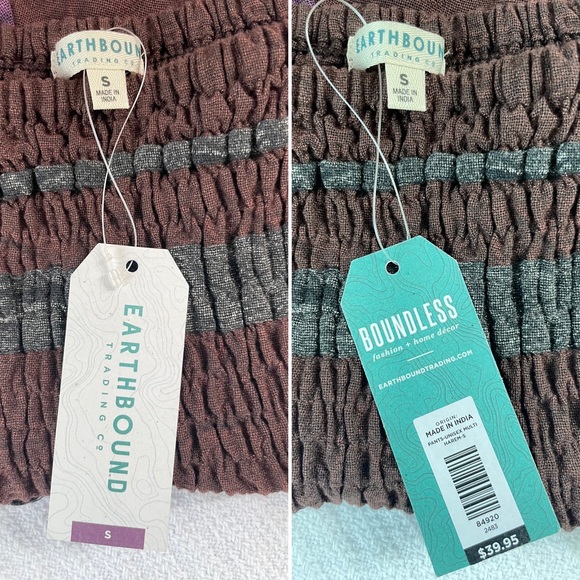 EARTHBOUND
TRADING CO
S
MADE IN
INDIA
EARTHBOUND
TRADING Cº
S
EARTHBOUND
TRADING CO
S
MADE IN
INDIA
BOUNDLESS
fashion + home décor
EARTHBOUNDTRADING.COM
ORIGIN:
MADE IN INDIA
PANTS-UNISEX MULTI
HAREM-S
84920
2483
$39.95